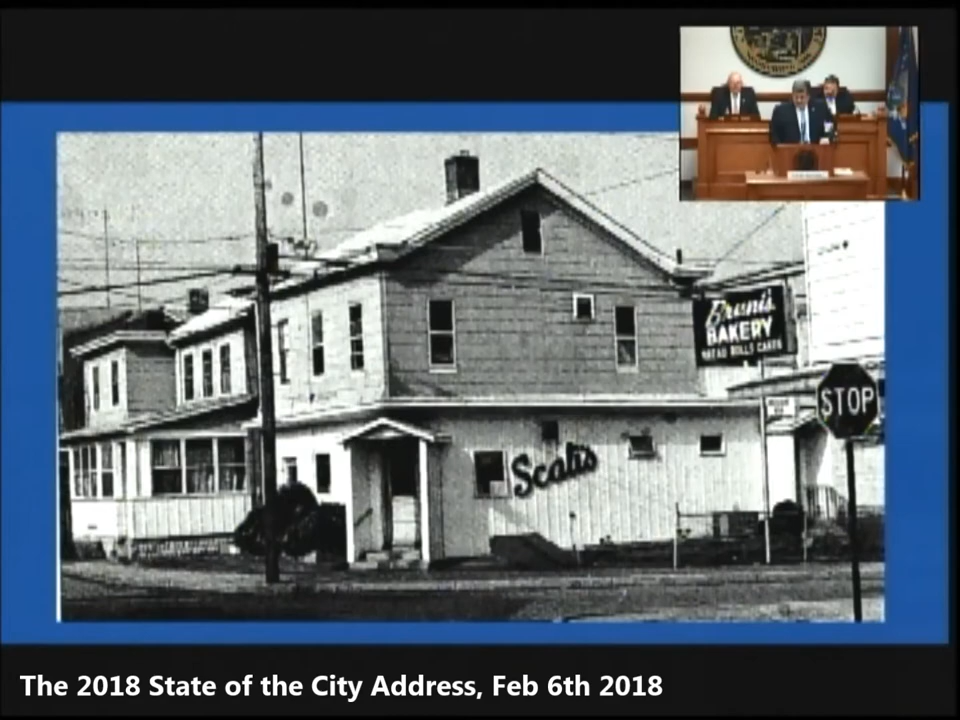 Bruni's
BAKERY
BREAD ROLLS CAKES
STOP
Scali's
The 2018 State of the City Address, Feb 6th 2018